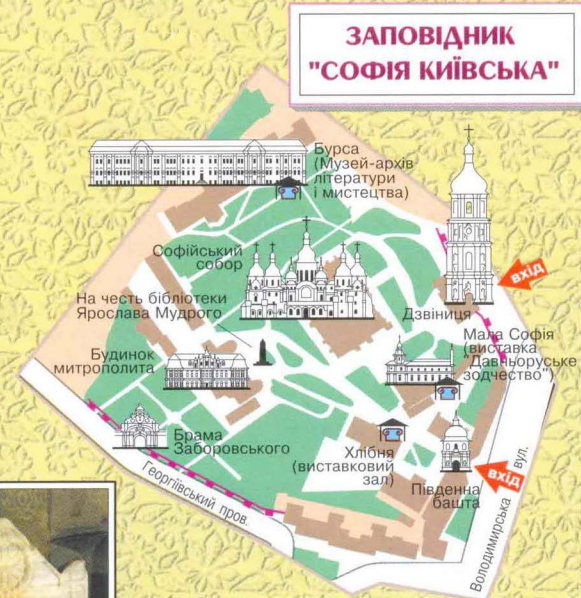 ЗАПОВІДНИК
"СОФІЯ КИЇВСЬКА"
Бурса
(Музей-архів
літератури
і мистецтва)
Софійський
собор
вхід
Дзвіниця
На честь бібліотеки
Ярослава Мудрого
Мала Софія
(виставка
"Давньоруське
зодчество")
Будинок
митрополита
Брама
Заборовського
Хлібня
(виставковий
зал)
вхід
Південна
башта
Георгіївський пров.
Володимирська вул.